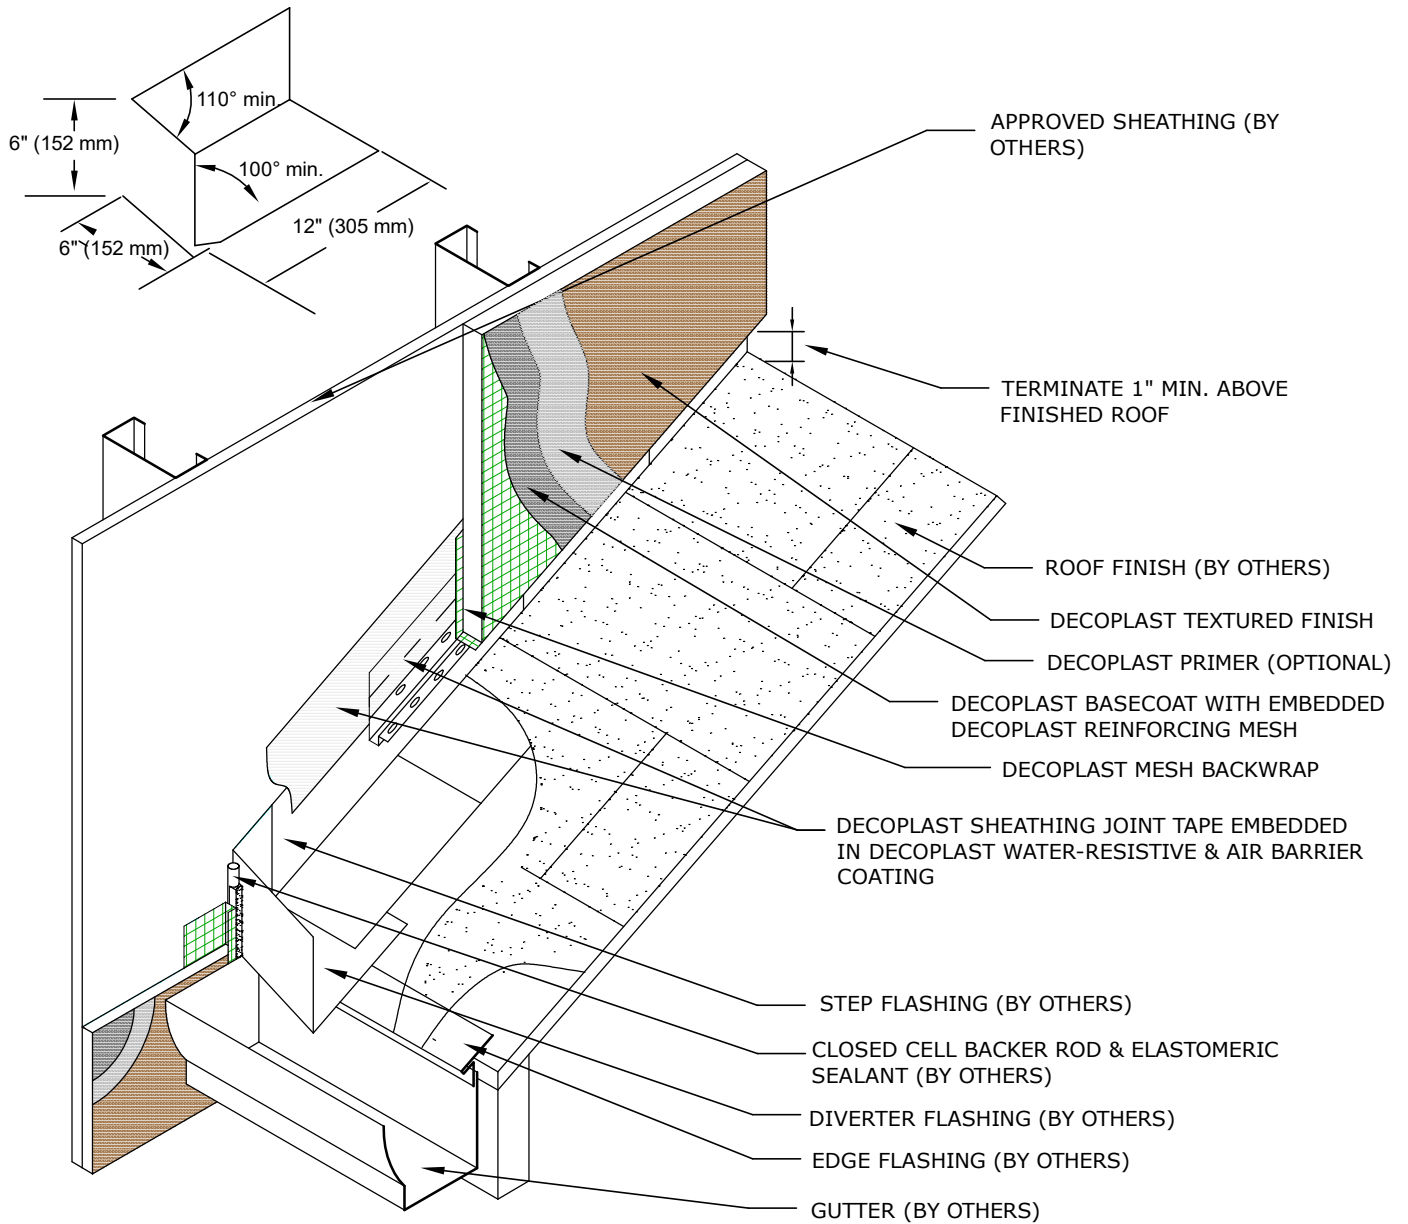 110° min.
6" (152 mm)
100° min.
12" (305 mm)
6" (152 mm)
APPROVED SHEATHING (BY
OTHERS)
TERMINATE 1" MIN. ABOVE
FINISHED ROOF
ROOF FINISH (BY OTHERS)
DECOPLAST TEXTURED FINISH
DECOPLAST PRIMER (OPTIONAL)
DECOPLAST BASECOAT WITH EMBEDDED
DECOPLAST REINFORCING MESH
DECOPLAST MESH BACKWRAP
DECOPLAST SHEATHING JOINT TAPE EMBEDDED
IN DECOPLAST WATER-RESISTIVE & AIR BARRIER
COATING
STEP FLASHING (BY OTHERS)
CLOSED CELL BACKER ROD & ELASTOMERIC
SEALANT (BY OTHERS)
DIVERTER FLASHING (BY OTHERS)
EDGE FLASHING (BY OTHERS)
GUTTER (BY OTHERS)